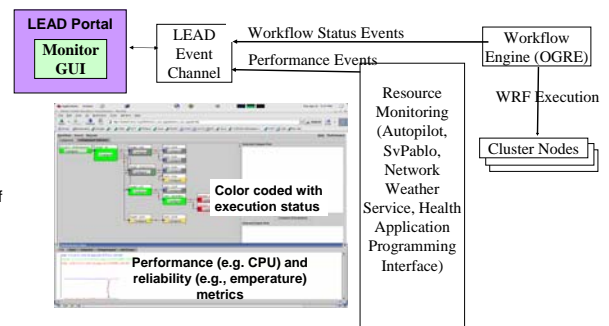 LEAD Portal
Monitor
GUI
LEAD
Event
Channel
Workflow Status Events
Performance Events
Workflow
Engine (OGRE)
WRF Execution
Cluster Nodes
Resource
Monitoring
(Autopilot,
SvPablo,
Network
Weather
Service, Health
Application
Programming
Interface)
f
Color coded with
execution status
Performance (e.g. CPU) and
reliability (e.g., emperature)
metrics